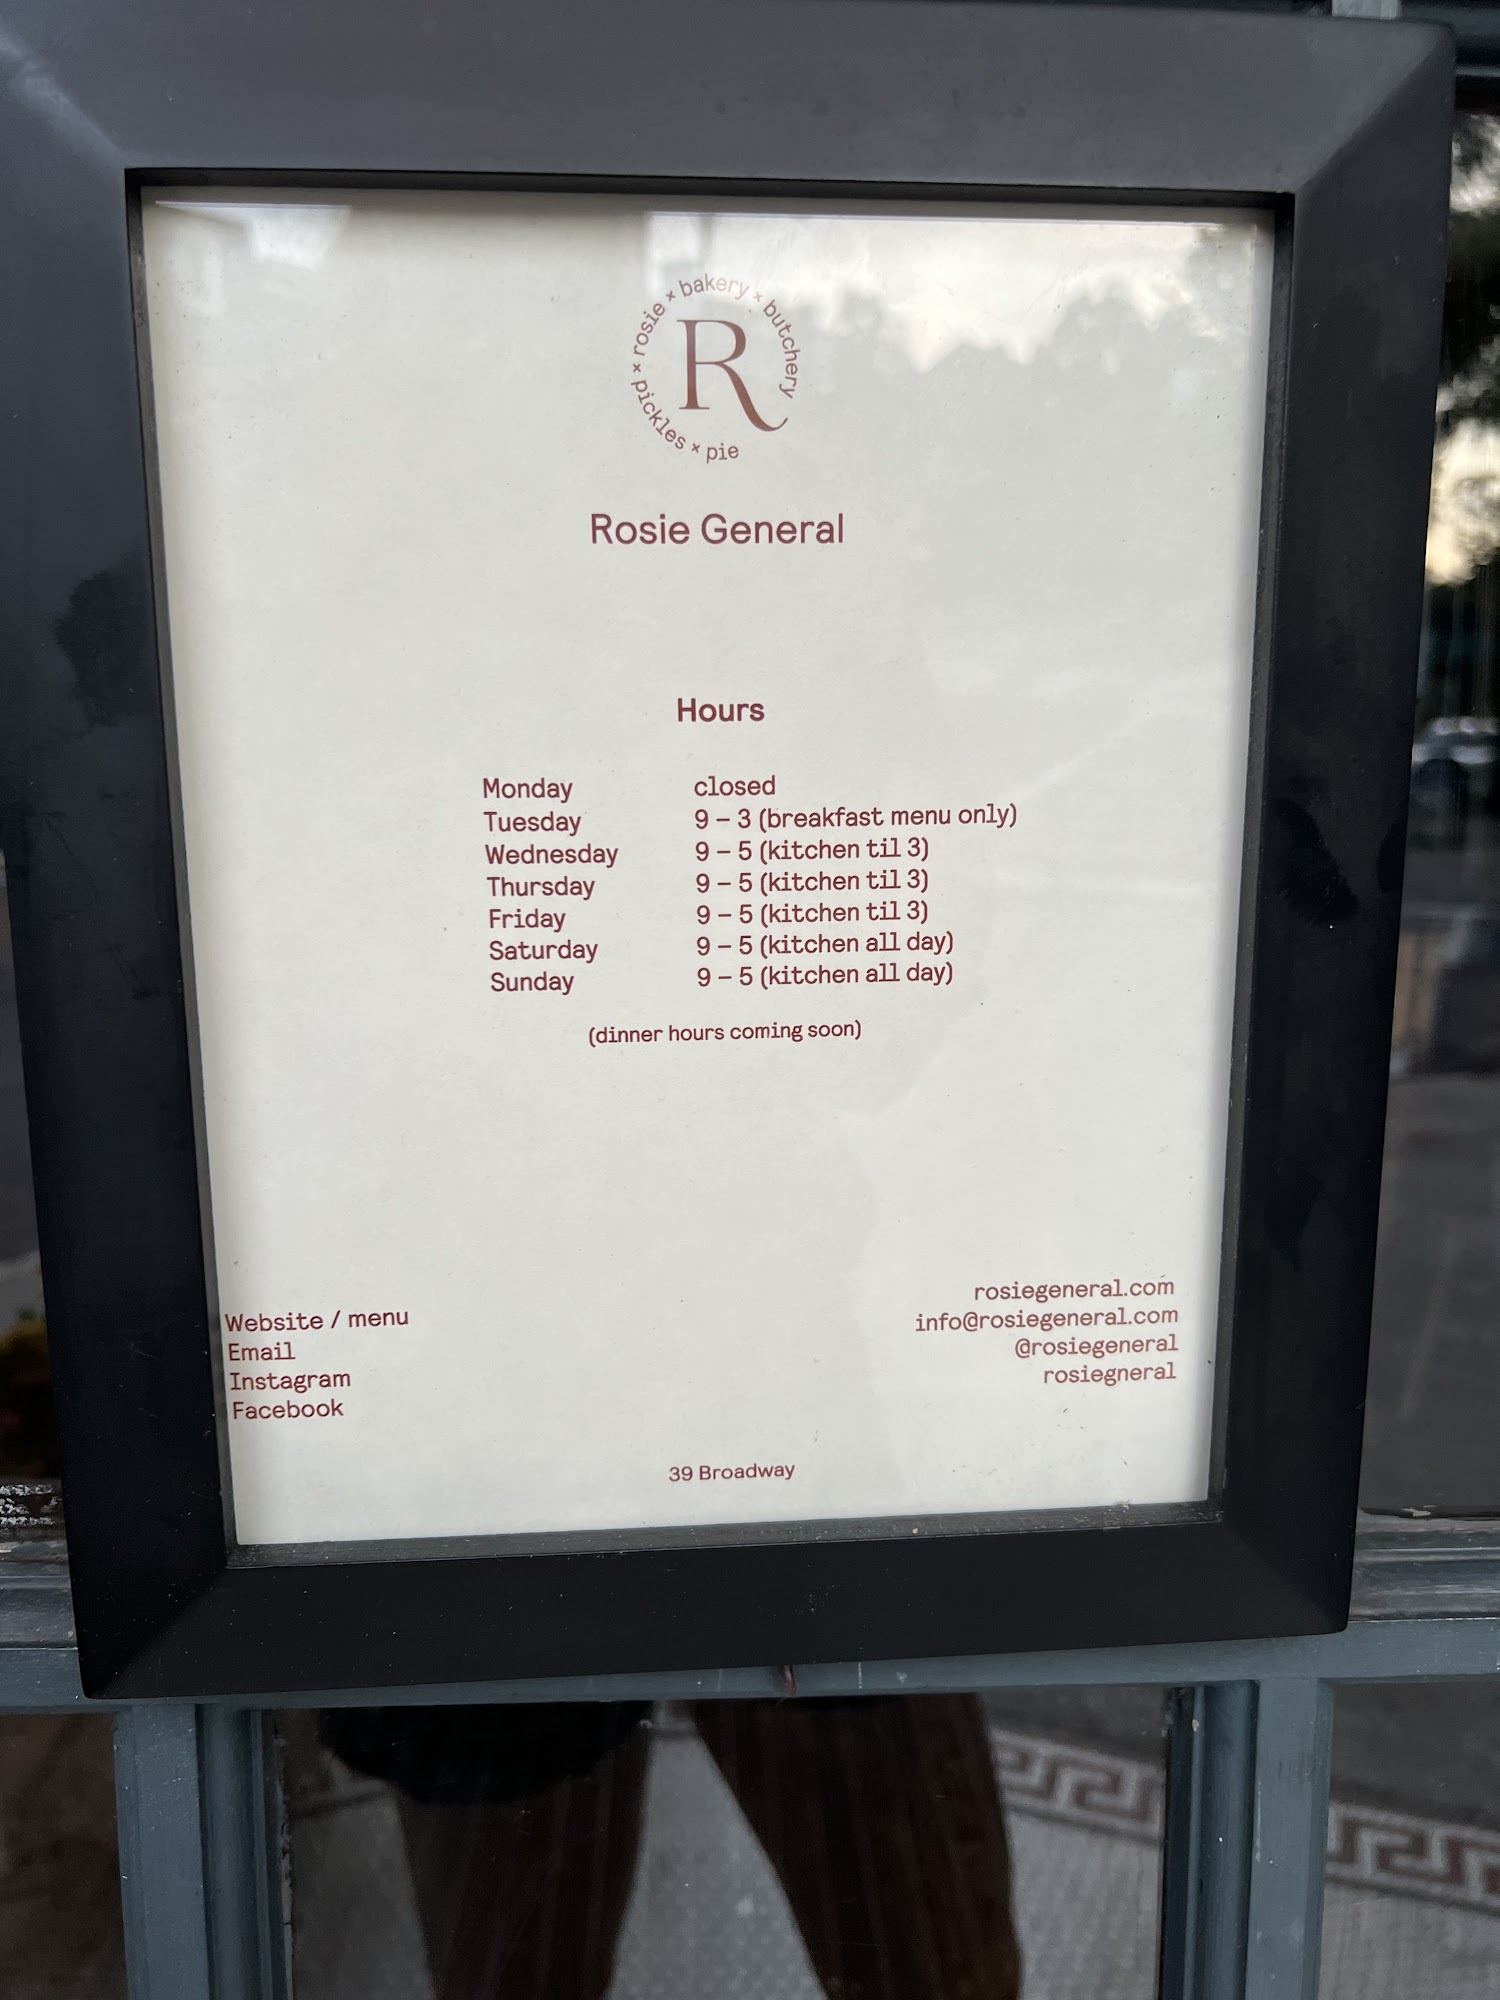 rosie × bakery × butchery
× pickles × pie
R
Rosie General
Hours
Monday closed
Tuesday 9 – 3 (breakfast menu only)
Wednesday 9 – 5 (kitchen til 3)
Thursday 9 – 5 (kitchen til 3)
Friday 9 – 5 (kitchen til 3)
Saturday 9 – 5 (kitchen all day)
Sunday 9 – 5 (kitchen all day)
(dinner hours coming soon)
Website / menu rosiegeneral.com
Email info@rosiegeneral.com
Instagram @rosiegeneral
Facebook rosiegneral
39 Broadway